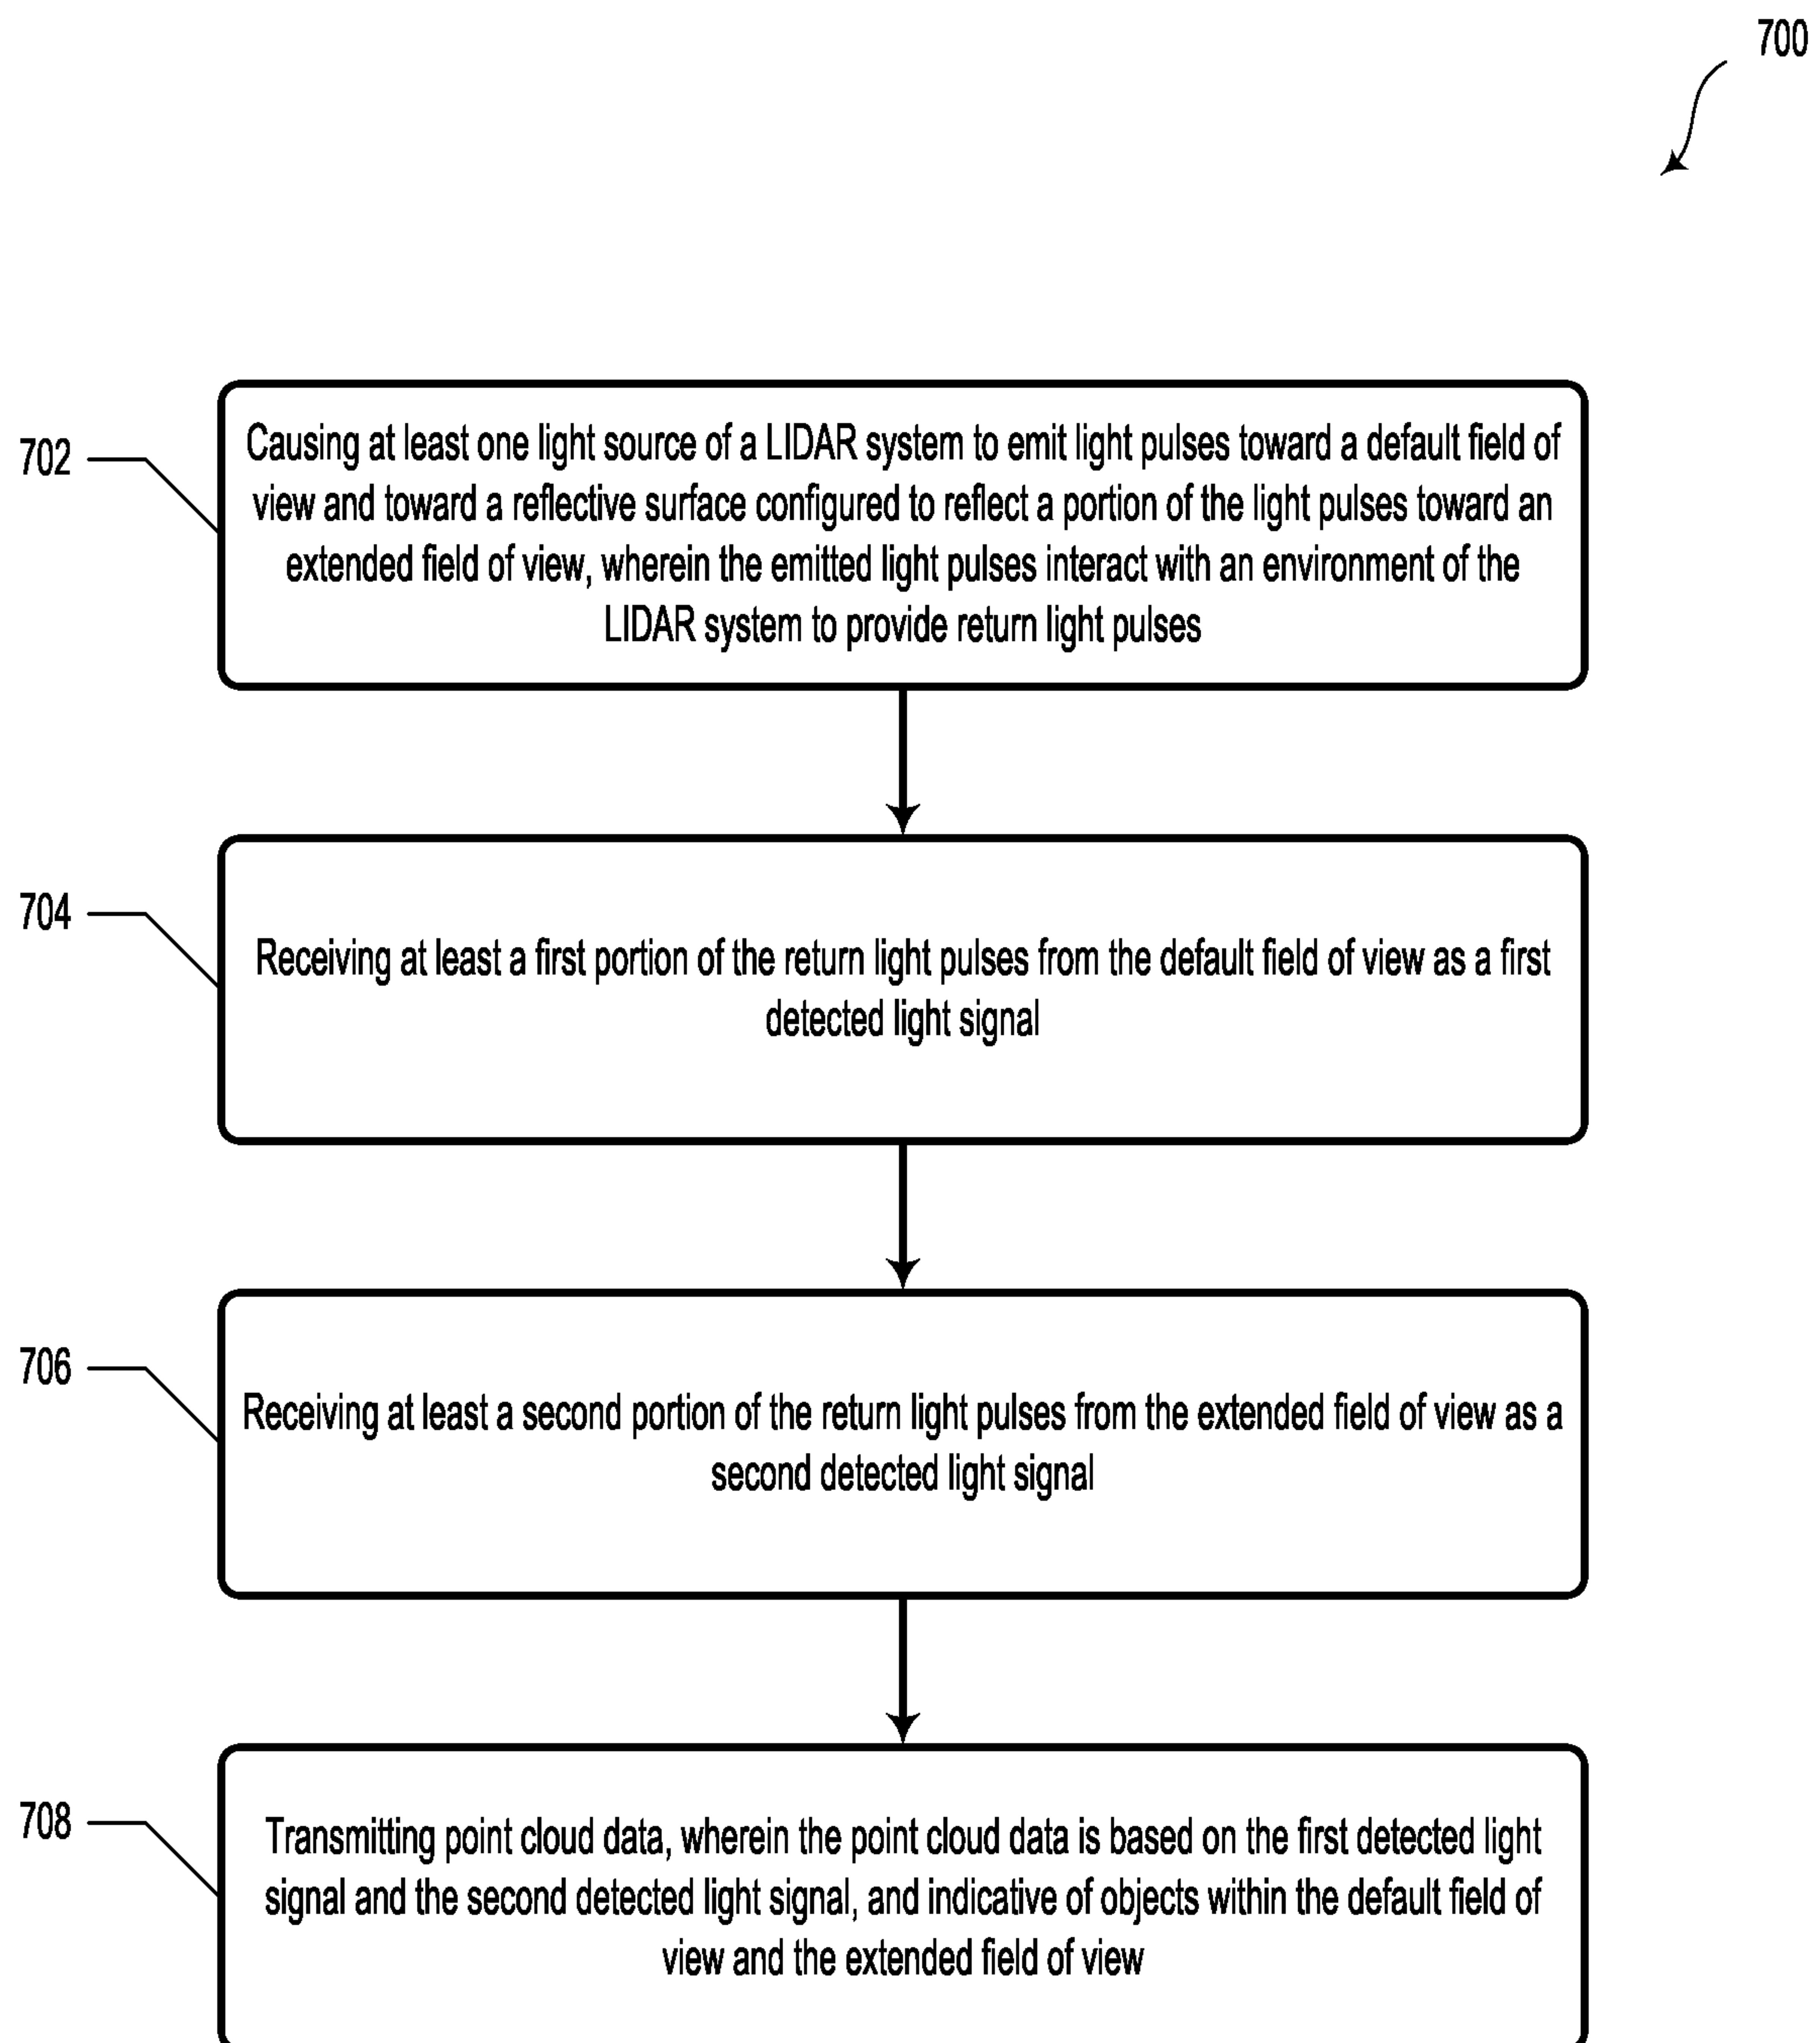 700
702
Causing at least one light source of a LIDAR system to emit light pulses toward a default field of
view and toward a reflective surface configured to reflect a portion of the light pulses toward an
extended field of view, wherein the emitted light pulses interact with an environment of the
LIDAR system to provide return light pulses
704
Receiving at least a first portion of the return light pulses from the default field of view as a first
detected light signal
706
Receiving at least a second portion of the return light pulses from the extended field of view as a
second detected light signal
708
Transmitting point cloud data, wherein the point cloud data is based on the first detected light
signal and the second detected light signal, and indicative of objects within the default field of
view and the extended field of view